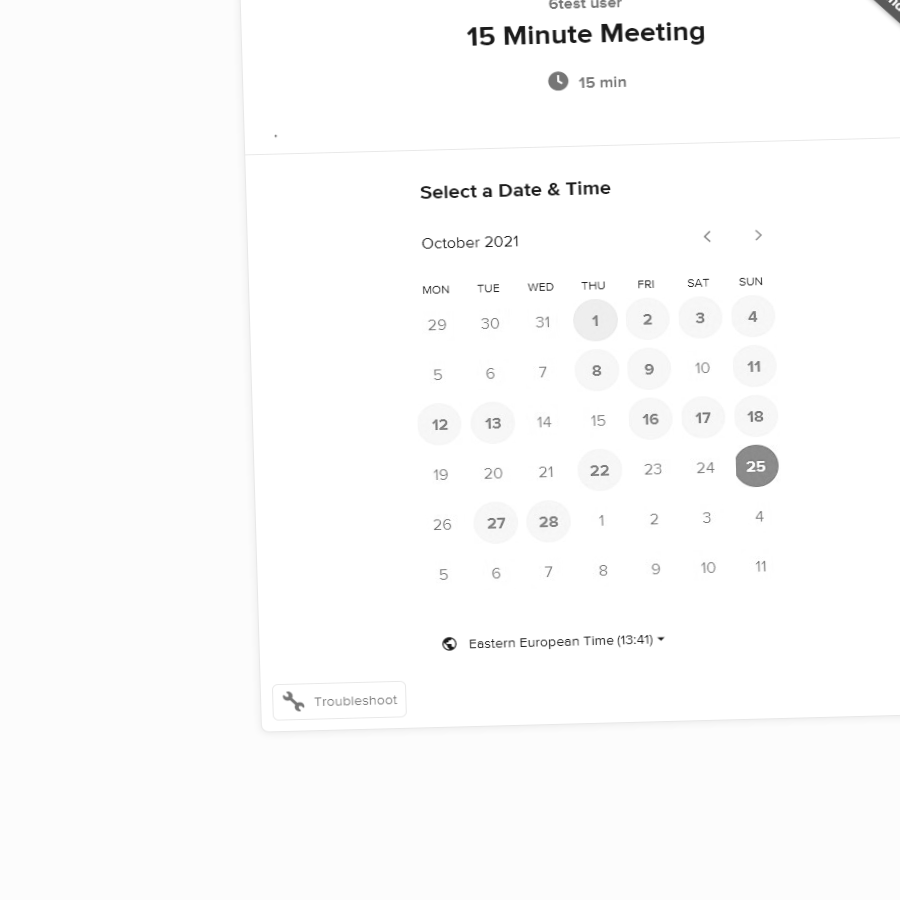 6test user
15 Minute Meeting
15 min
.
Select a Date & Time
October 2021
MON TUE WED THU FRI SAT SUN
29 30 31 1 2 3 4
5 6 7 8 9 10 11
12 13 14 15 16 17 18
19 20 21 22 23 24 25
26 27 28 1 2 3 4
5 6 7 8 9 10 11
Eastern European Time (13:41)
Troubleshoot